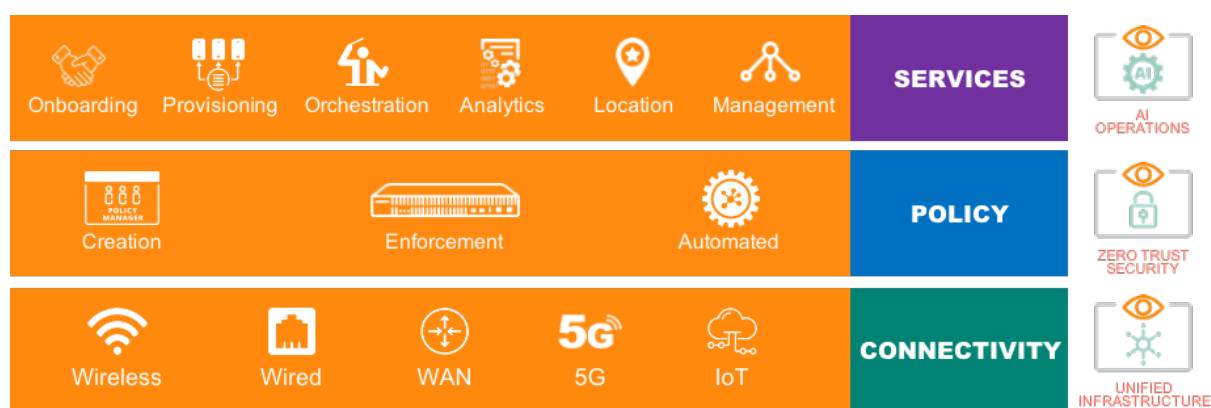 Onboarding Provisioning Orchestration Analytics Location Management
SERVICES
AI
AI
OPERATIONS
POLICY
MANAGER
Creation Enforcement Automated
POLICY
ZERO TRUST
SECURITY
5G
Wireless Wired WAN 5G IoT
CONNECTIVITY
UNIFIED
INFRASTRUCTURE